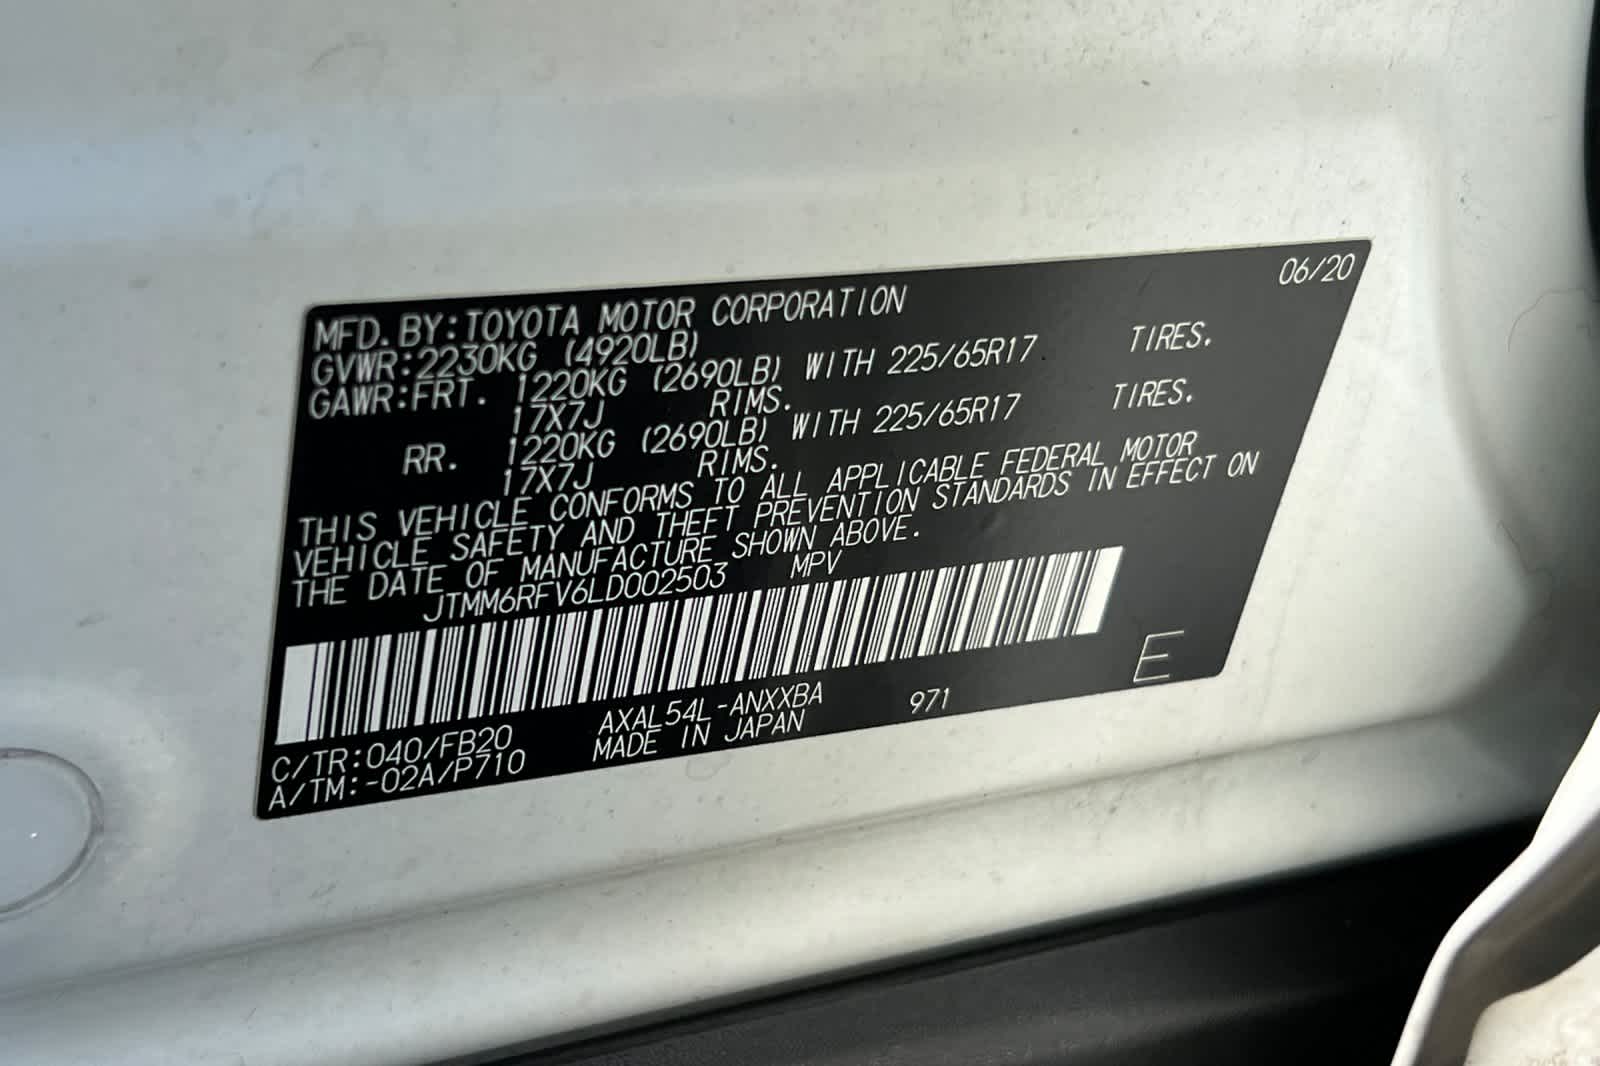 06/20
MFD. BY:TOYOTA MOTOR CORPORATION
GVWR:2230KG (4920LB)
GAWR:FRT. 1220KG (2690LB) WITH 225/65R17 TIRES.
17X7J RIMS.
RR. 1220KG (2690LB) WITH 225/65R17 TIRES.
17X7J RIMS.
THIS VEHICLE CONFORMS TO ALL APPLICABLE FEDERAL MOTOR
VEHICLE SAFETY AND THEFT PREVENTION STANDARDS IN EFFECT ON
THE DATE OF MANUFACTURE SHOWN ABOVE.
JTMM6RFV6LD002503 MPV
E
C/TR:040/FB20 AXAL54L-ANXXBA 971
A/TM:-02A/P710 MADE IN JAPAN